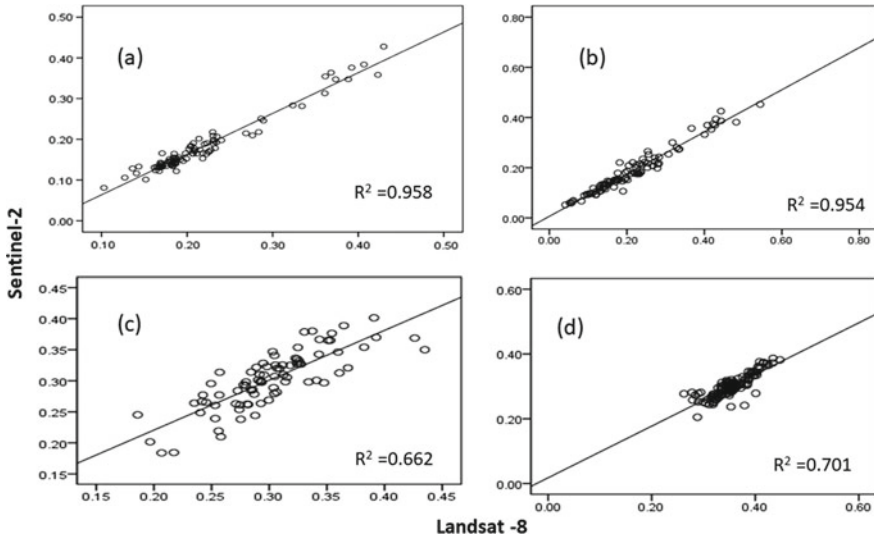 Sentinel-2
(a)
0.50
0.40
0.30
0.20
0.10
0.00
R² =0.958
0.10 0.20 0.30 0.40 0.50
(b)
0.80
0.60
0.40
0.20
0.00
R² =0.954
0.00 0.20 0.40 0.60 0.80
(c)
0.45
0.40
0.35
0.30
0.25
0.20
0.15
R² =0.662
0.15 0.20 0.25 0.30 0.35 0.40 0.45
(d)
0.60
0.40
0.20
0.00
R² =0.701
0.00 0.20 0.40 0.60
Landsat -8